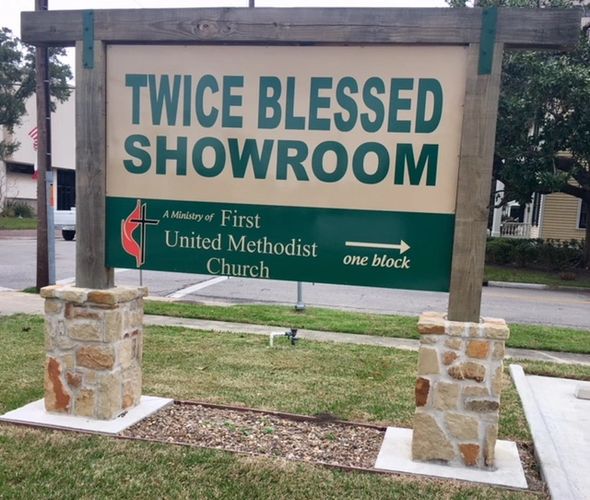 TWICE BLESSED
SHOWROOM
A Ministry of First
United Methodist
Church
one block